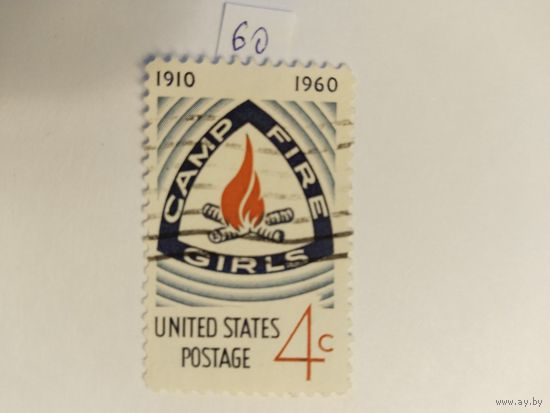 60
1910 1960
CAMP FIRE
GIRLS
UNITED STATES
POSTAGE 4c
www.ay.by